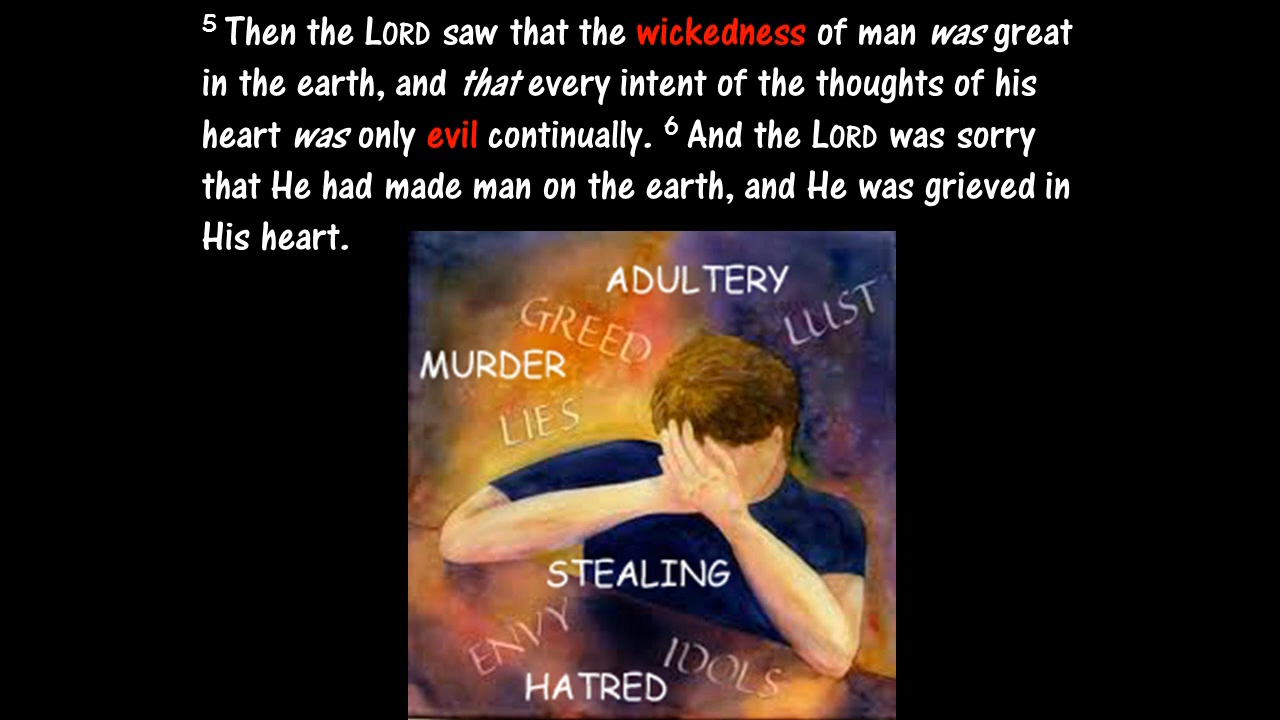 5 Then the LORD saw that the wickedness of man was great
in the earth, and that every intent of the thoughts of his
heart was only evil continually. 6 And the LORD was sorry
that He had made man on the earth, and He was grieved in
His heart.
ADULTERY
LUST
GREED
MURDER
LIES
STEALING
ENVY
IDOLS
HATRED